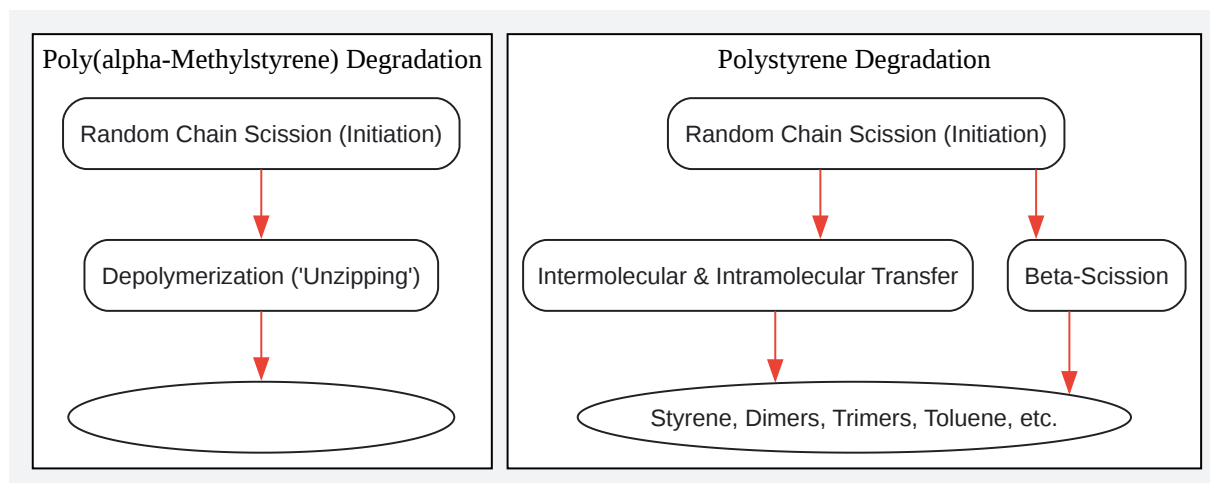 Poly(alpha-Methylstyrene) Degradation
Random Chain Scission (Initiation)
Depolymerization ('Unzipping')
Polystyrene Degradation
Random Chain Scission (Initiation)
Intermolecular & Intramolecular Transfer
Beta-Scission
Styrene, Dimers, Trimers, Toluene, etc.